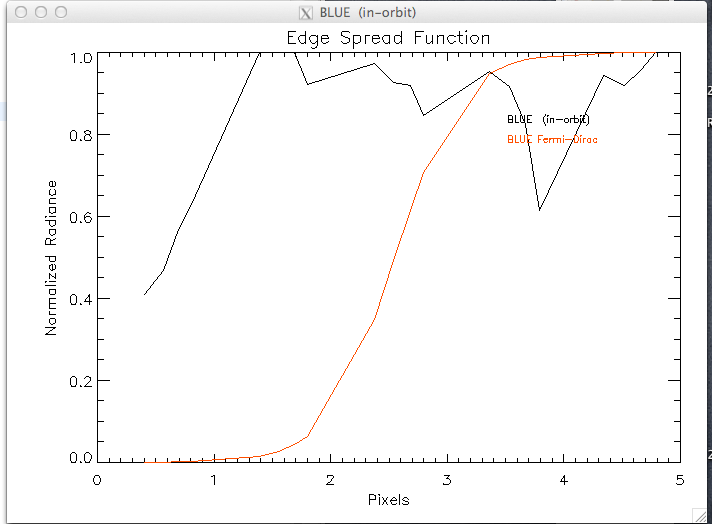 BLUE (in-orbit)
Edge Spread Function
1.0
0.8
0.6
0.4
0.2
0.0
Normalized Radiance
BLUE (in-orbit)
BLUE Fermi-Dirac
0 1 2 3 4 5
Pixels